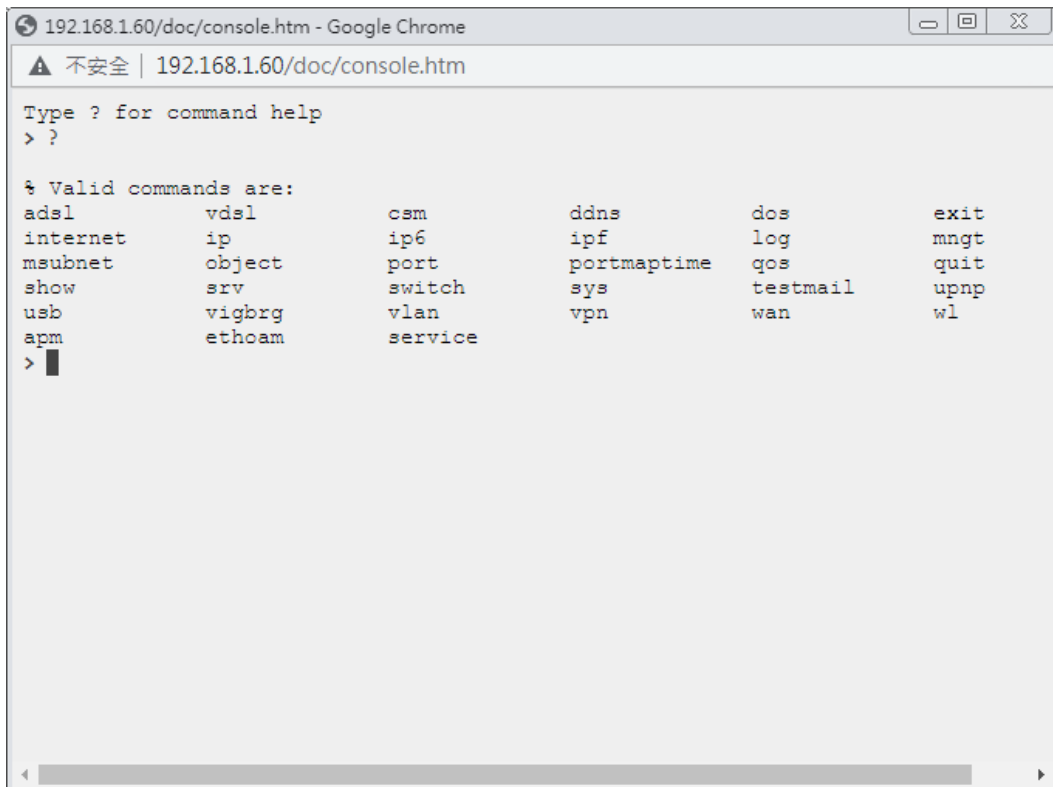 192.168.1.60/doc/console.htm - Google Chrome
不安全 | 192.168.1.60/doc/console.htm
Type ? for command help
> ?
% Valid commands are:
adsl vdsl csm ddns dos exit
internet ip ip6 ipf log mngt
msubnet object port portmaptime qos quit
show srv switch sys testmail upnp
usb vigbrg vlan vpn wan wl
apm ethoam service
>